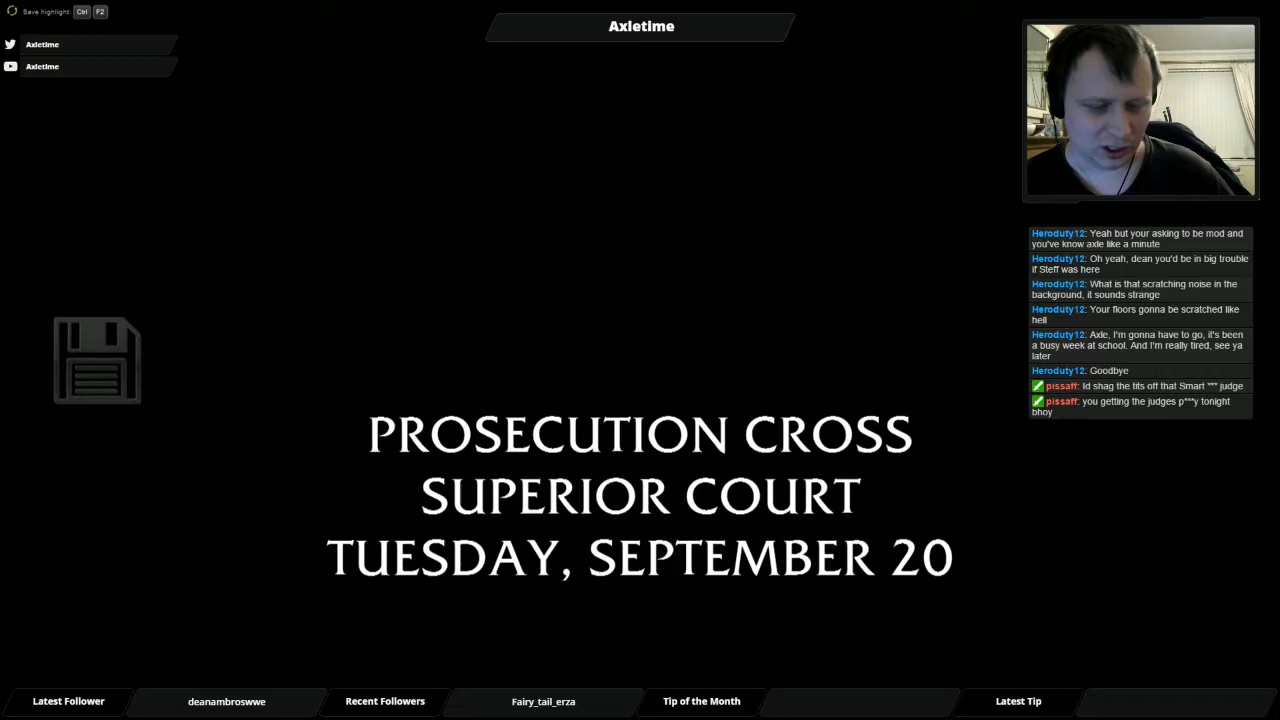 Save highlight: Ctrl F2
Axletime
Axletime
Axletime
Heroduty12: Yeah but your asking to be mod and
you've know axle like a minute
Heroduty12: Oh yeah, dean you'd be in big trouble
if Steff was here
Heroduty12: What is that scratching noise in the
background, it sounds strange
Heroduty12: Your floors gonna be scratched like
hell
Heroduty12: Axle, I'm gonna have to go, it's been
a busy week at school. And I'm really tired, see ya
later
Heroduty12: Goodbye
pissaff: Id shag the tits off that Smart *** judge
pissaff: you getting the judges p***y tonight
bhoy
PROSECUTION CROSS
SUPERIOR COURT
TUESDAY, SEPTEMBER 20
Latest Follower deanambroswwe Recent Followers Fairy_tail_erza Tip of the Month Latest Tip